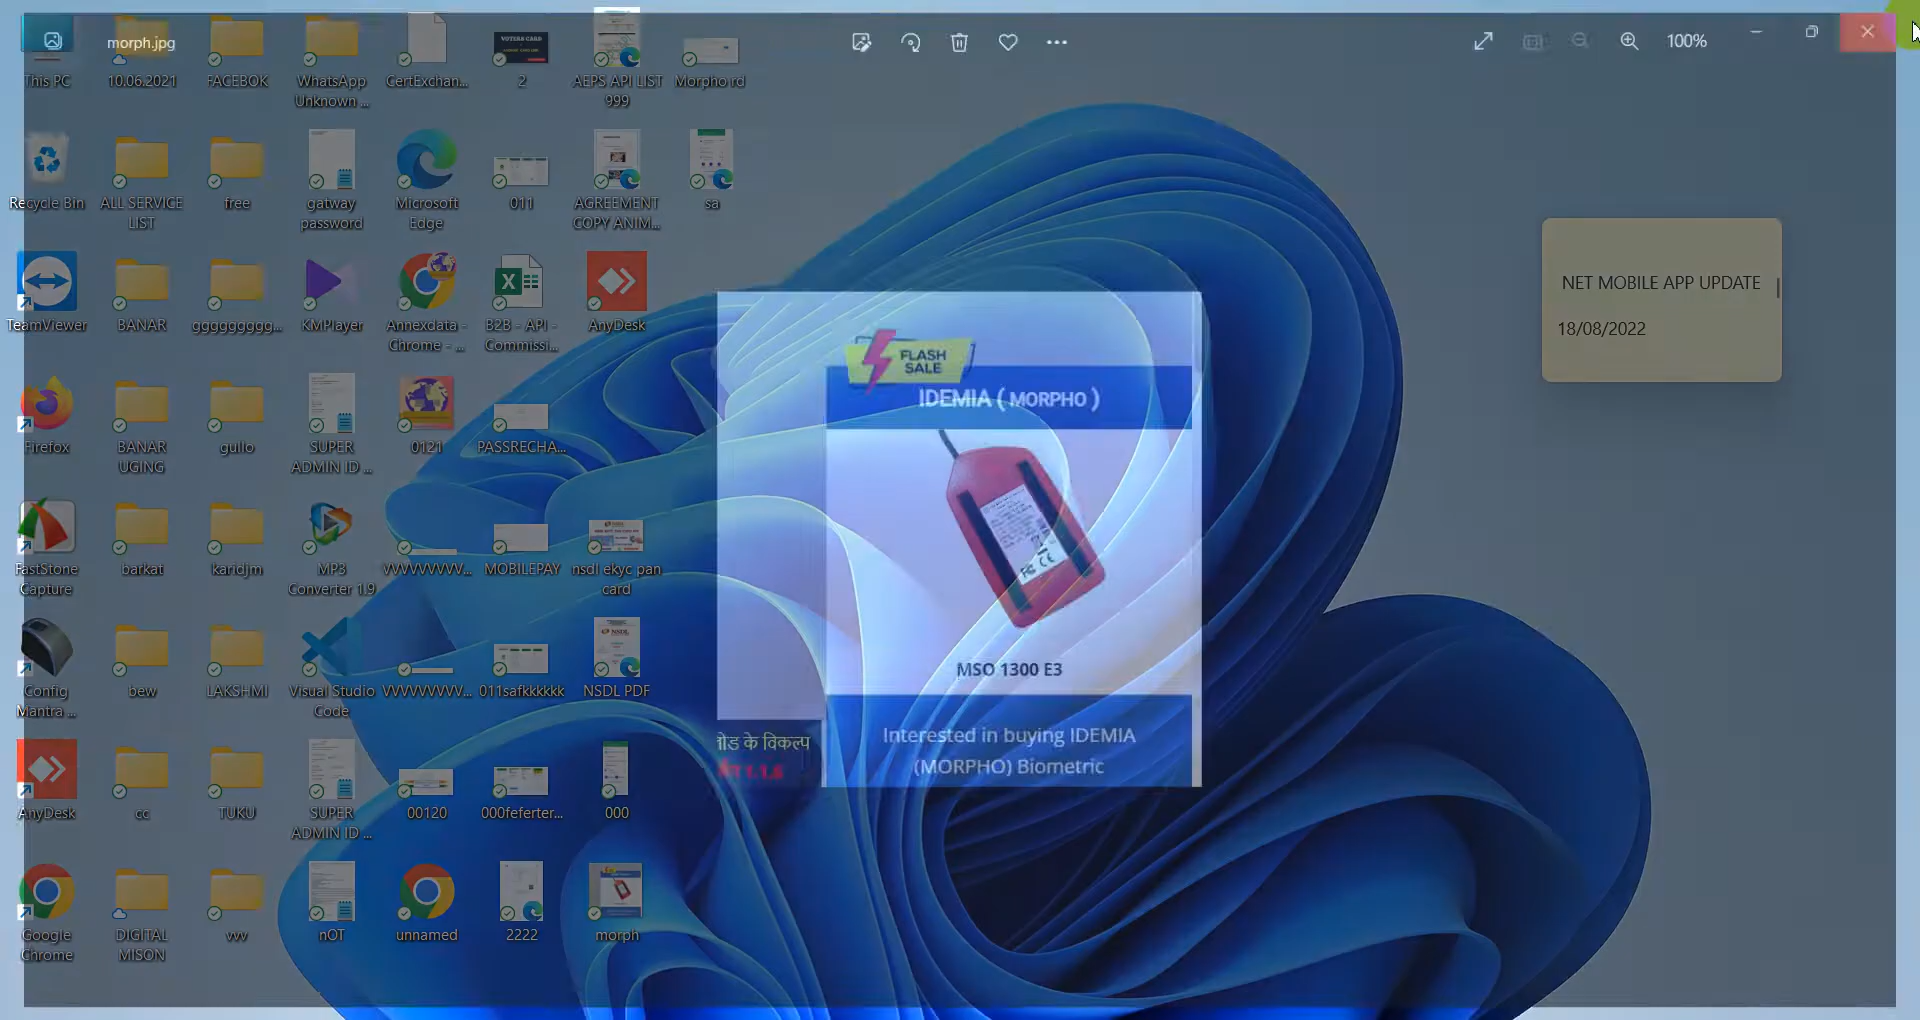 morph.jpg
100%
This PC
10.06.2021
FACEBOK
WhatsApp
Unknown ...
CertExchan...
VOTERS CARD
2
AEPS API LIST
999
Morpho rd
Recycle Bin
ALL SERVICE
LIST
free
gatway
password
Microsoft
Edge
011
AGREEMENT
COPY ANIM...
sa
TeamViewer
BANAR
ggggggggg...
KMPlayer
Annexdata -
Chrome - ...
B2B - API -
Commissi...
AnyDesk
NET MOBILE APP UPDATE
18/08/2022
Firefox
BANAR
UGING
gullo
SUPER
ADMIN ID ...
0121
PASSRECHA...
FLASH
SALE
IDEMIA ( MORPHO )
FastStone
Capture
barkat
karidjm
MP3
Converter 1.9
VVVVVVVV...
MOBILEPAY
nsdl ekyc pan
card
Config
Mantra ...
bew
LAKSHMI
Visual Studio
Code
VVVVVVVV...
011safkkkkkk
NSDL PDF
MSO 1300 E3
AnyDesk
cc
TUKU
SUPER
ADMIN ID ...
00120
000feferter...
000
के विकल्प
1.1.6
Interested in buying IDEMIA
(MORPHO) Biometric
Google
Chrome
DIGITAL
MISON
vvv
nOT
unnamed
2222
morph